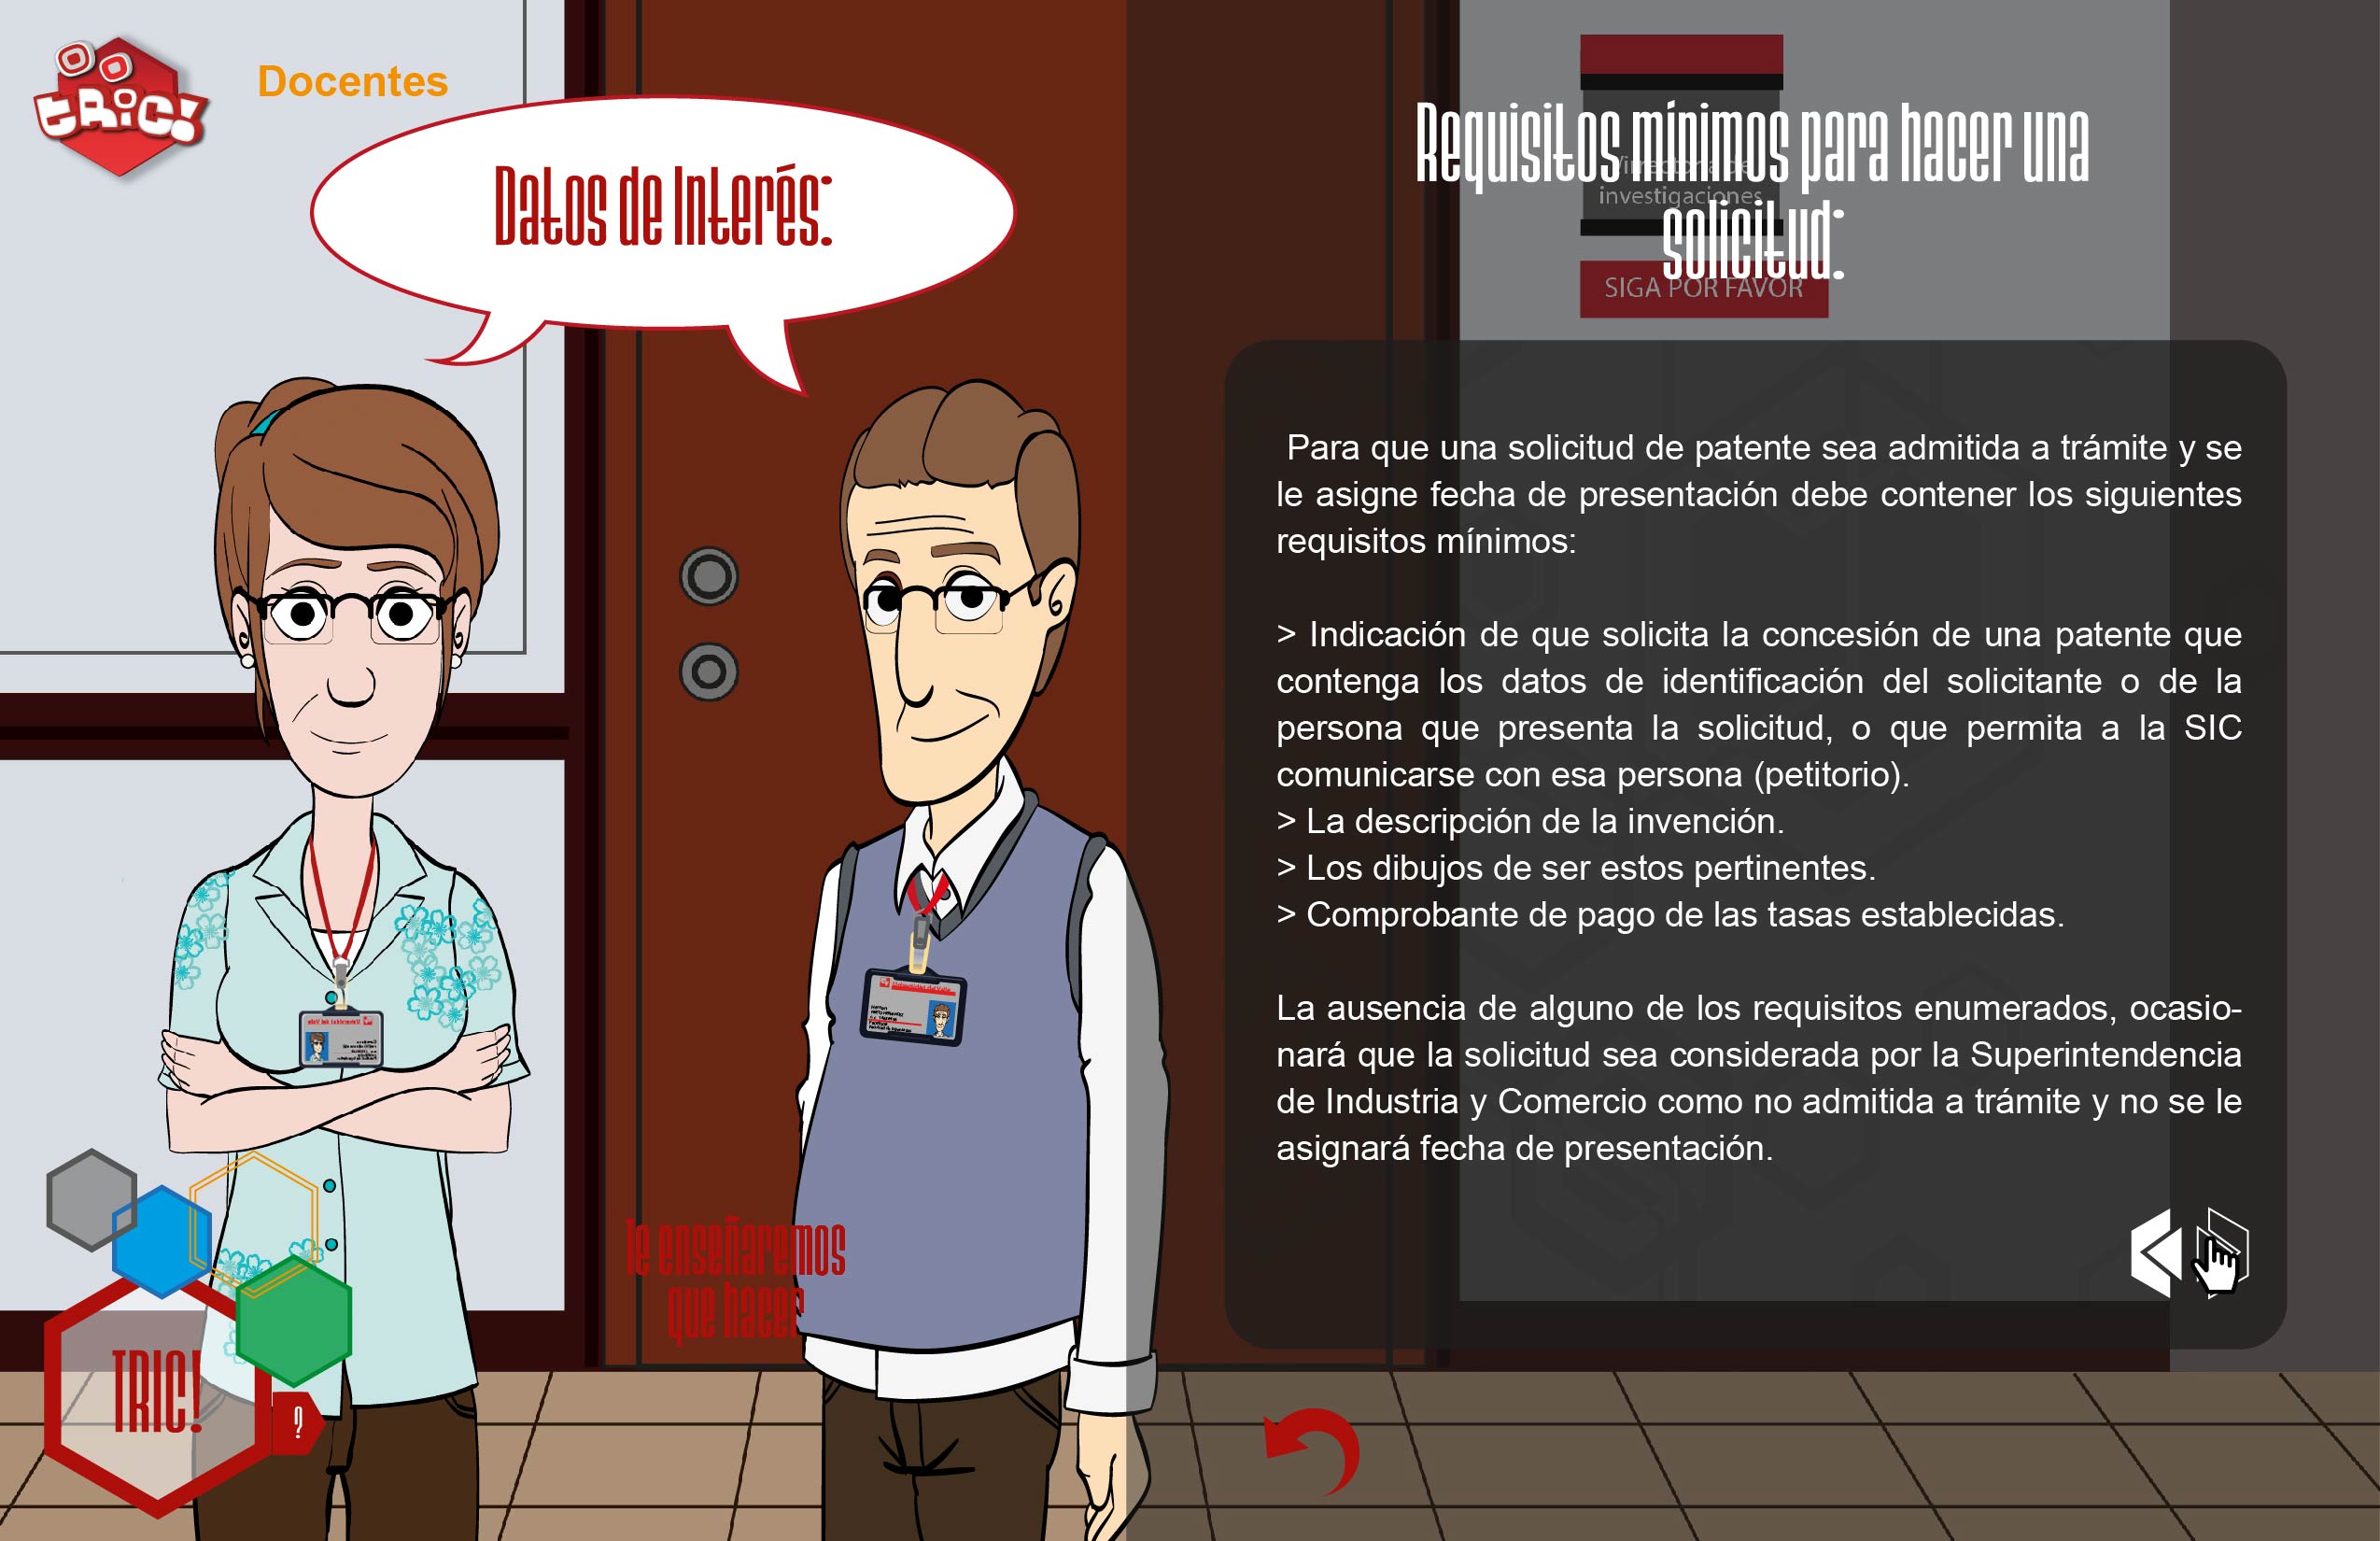 tRic!
Docentes
Datos de Interés:
Requisitos mínimos para hacer una
solicitud:
investigaciones
SIGA POR FAVOR
Para que una solicitud de patente sea admitida a trámite y se
le asigne fecha de presentación debe contener los siguientes
requisitos mínimos:
> Indicación de que solicita la concesión de una patente que
contenga los datos de identificación del solicitante o de la
persona que presenta la solicitud, o que permita a la SIC
comunicarse con esa persona (petitorio).
> La descripción de la invención.
> Los dibujos de ser estos pertinentes.
> Comprobante de pago de las tasas establecidas.
La ausencia de alguno de los requisitos enumerados, ocasio-
nará que la solicitud sea considerada por la Superintendencia
de Industria y Comercio como no admitida a trámite y no se le
asignará fecha de presentación.
Te enseñaremos
que hacer
TRIC!
?